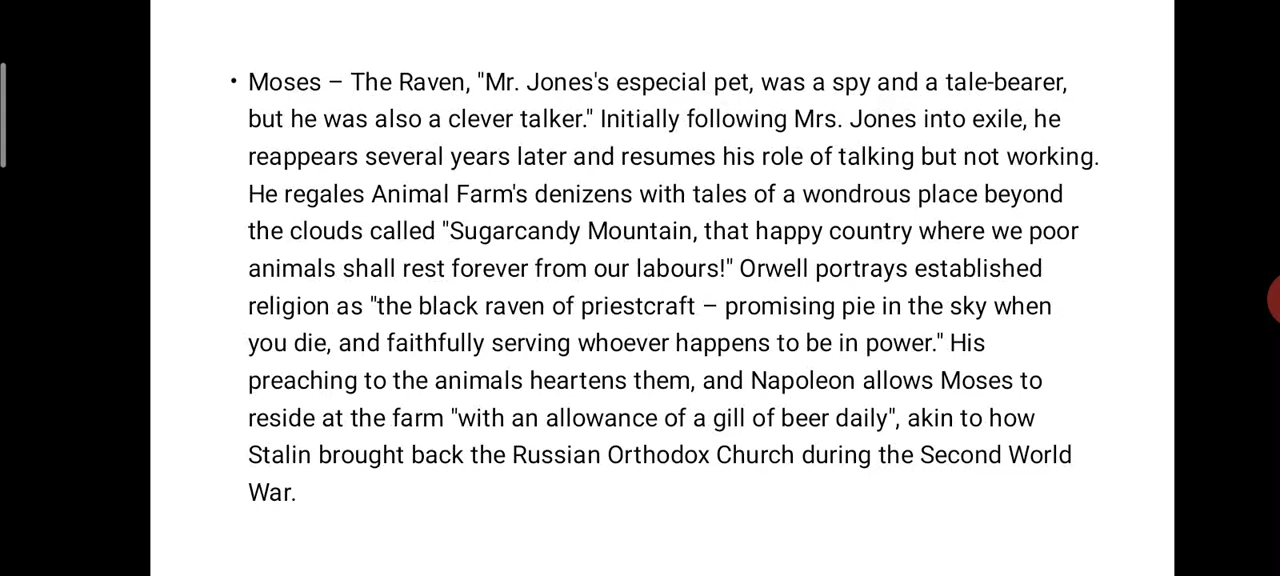 • Moses – The Raven, "Mr. Jones's especial pet, was a spy and a tale-bearer,
but he was also a clever talker." Initially following Mrs. Jones into exile, he
reappears several years later and resumes his role of talking but not working.
He regales Animal Farm's denizens with tales of a wondrous place beyond
the clouds called "Sugarcandy Mountain, that happy country where we poor
animals shall rest forever from our labours!" Orwell portrays established
religion as "the black raven of priestcraft – promising pie in the sky when
you die, and faithfully serving whoever happens to be in power." His
preaching to the animals heartens them, and Napoleon allows Moses to
reside at the farm "with an allowance of a gill of beer daily", akin to how
Stalin brought back the Russian Orthodox Church during the Second World
War.